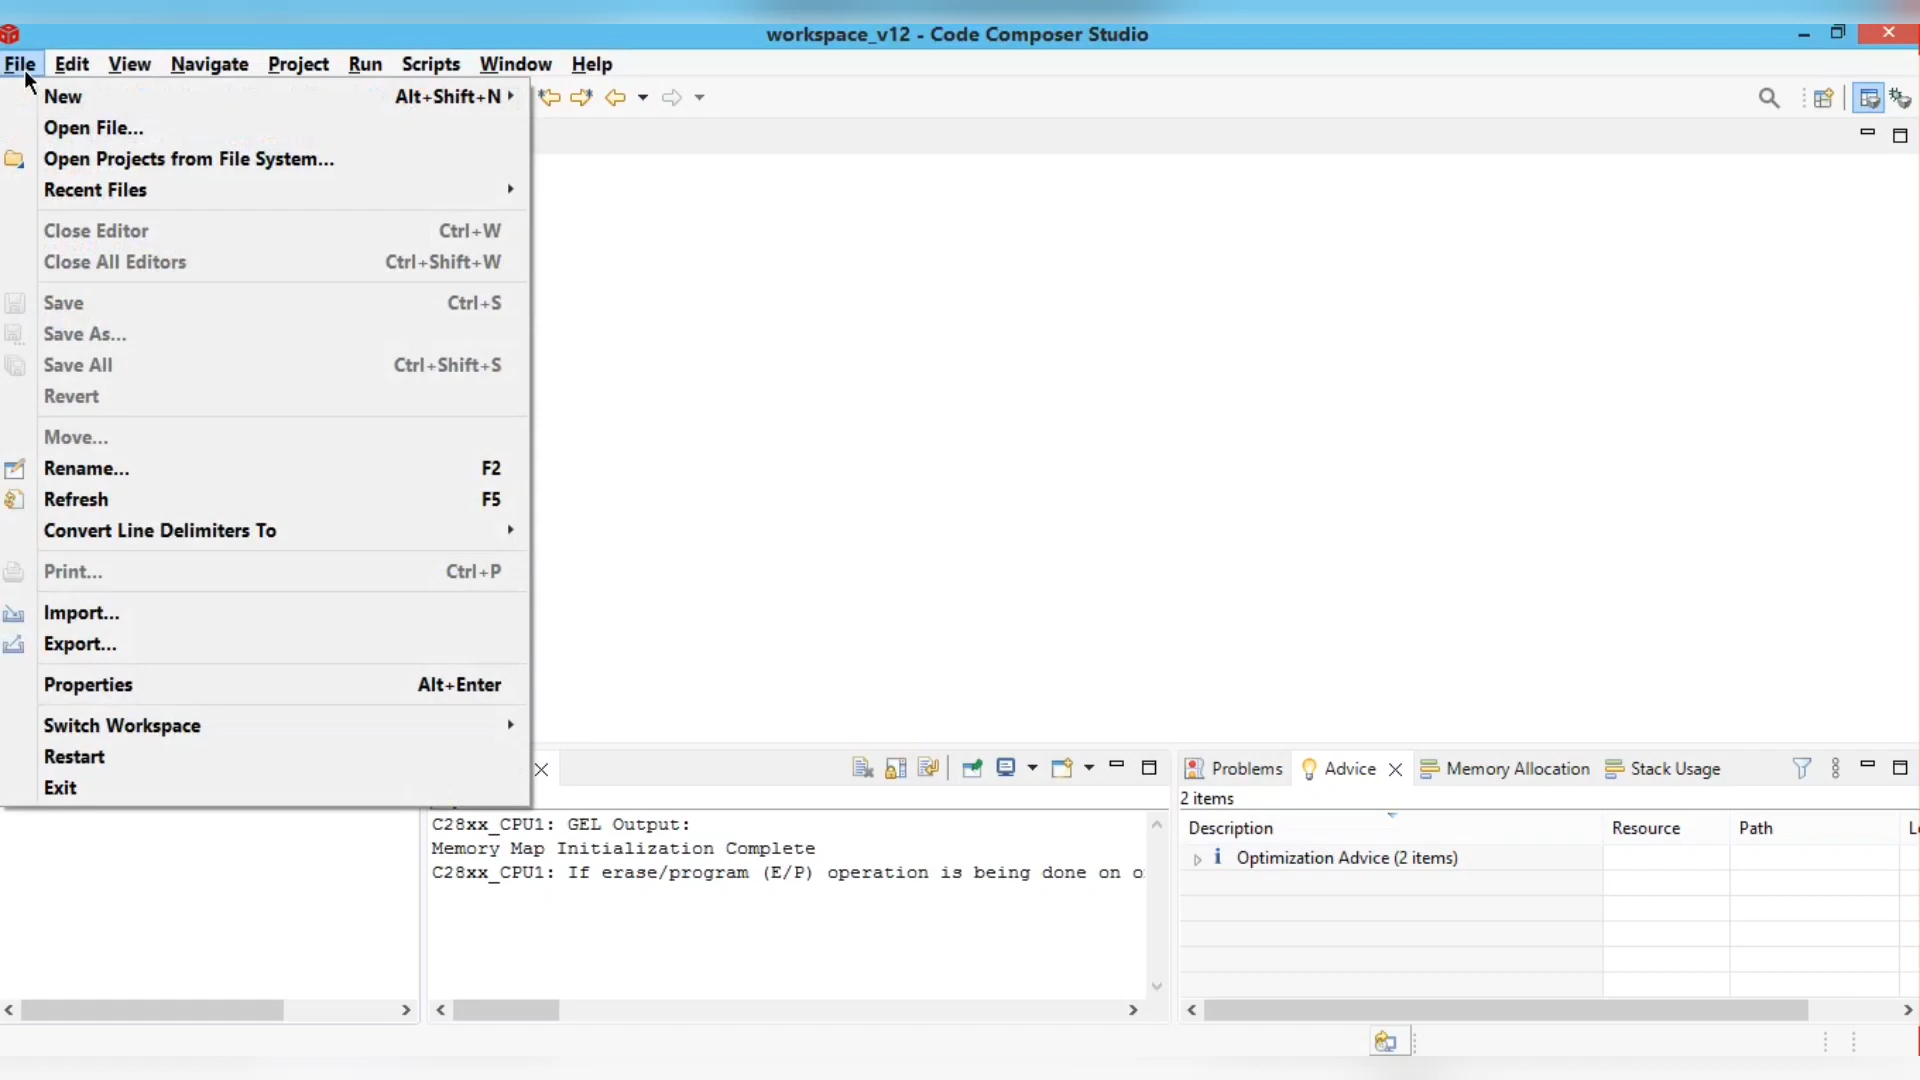 workspace_v12 - Code Composer Studio
File Edit View Navigate Project Run Scripts Window Help
New Alt+Shift+N
Open File...
Open Projects from File System...
Recent Files
Close Editor Ctrl+W
Close All Editors Ctrl+Shift+W
Save Ctrl+S
Save As...
Save All Ctrl+Shift+S
Revert
Move...
Rename... F2
Refresh F5
Convert Line Delimiters To
Print... Ctrl+P
Import...
Export...
Properties Alt+Enter
Switch Workspace
Restart
Exit
C28xx_CPU1: GEL Output:
Memory Map Initialization Complete
C28xx_CPU1: If erase/program (E/P) operation is being done on
Problems Advice Memory Allocation Stack Usage
2 items
Description Resource Path
Optimization Advice (2 items)